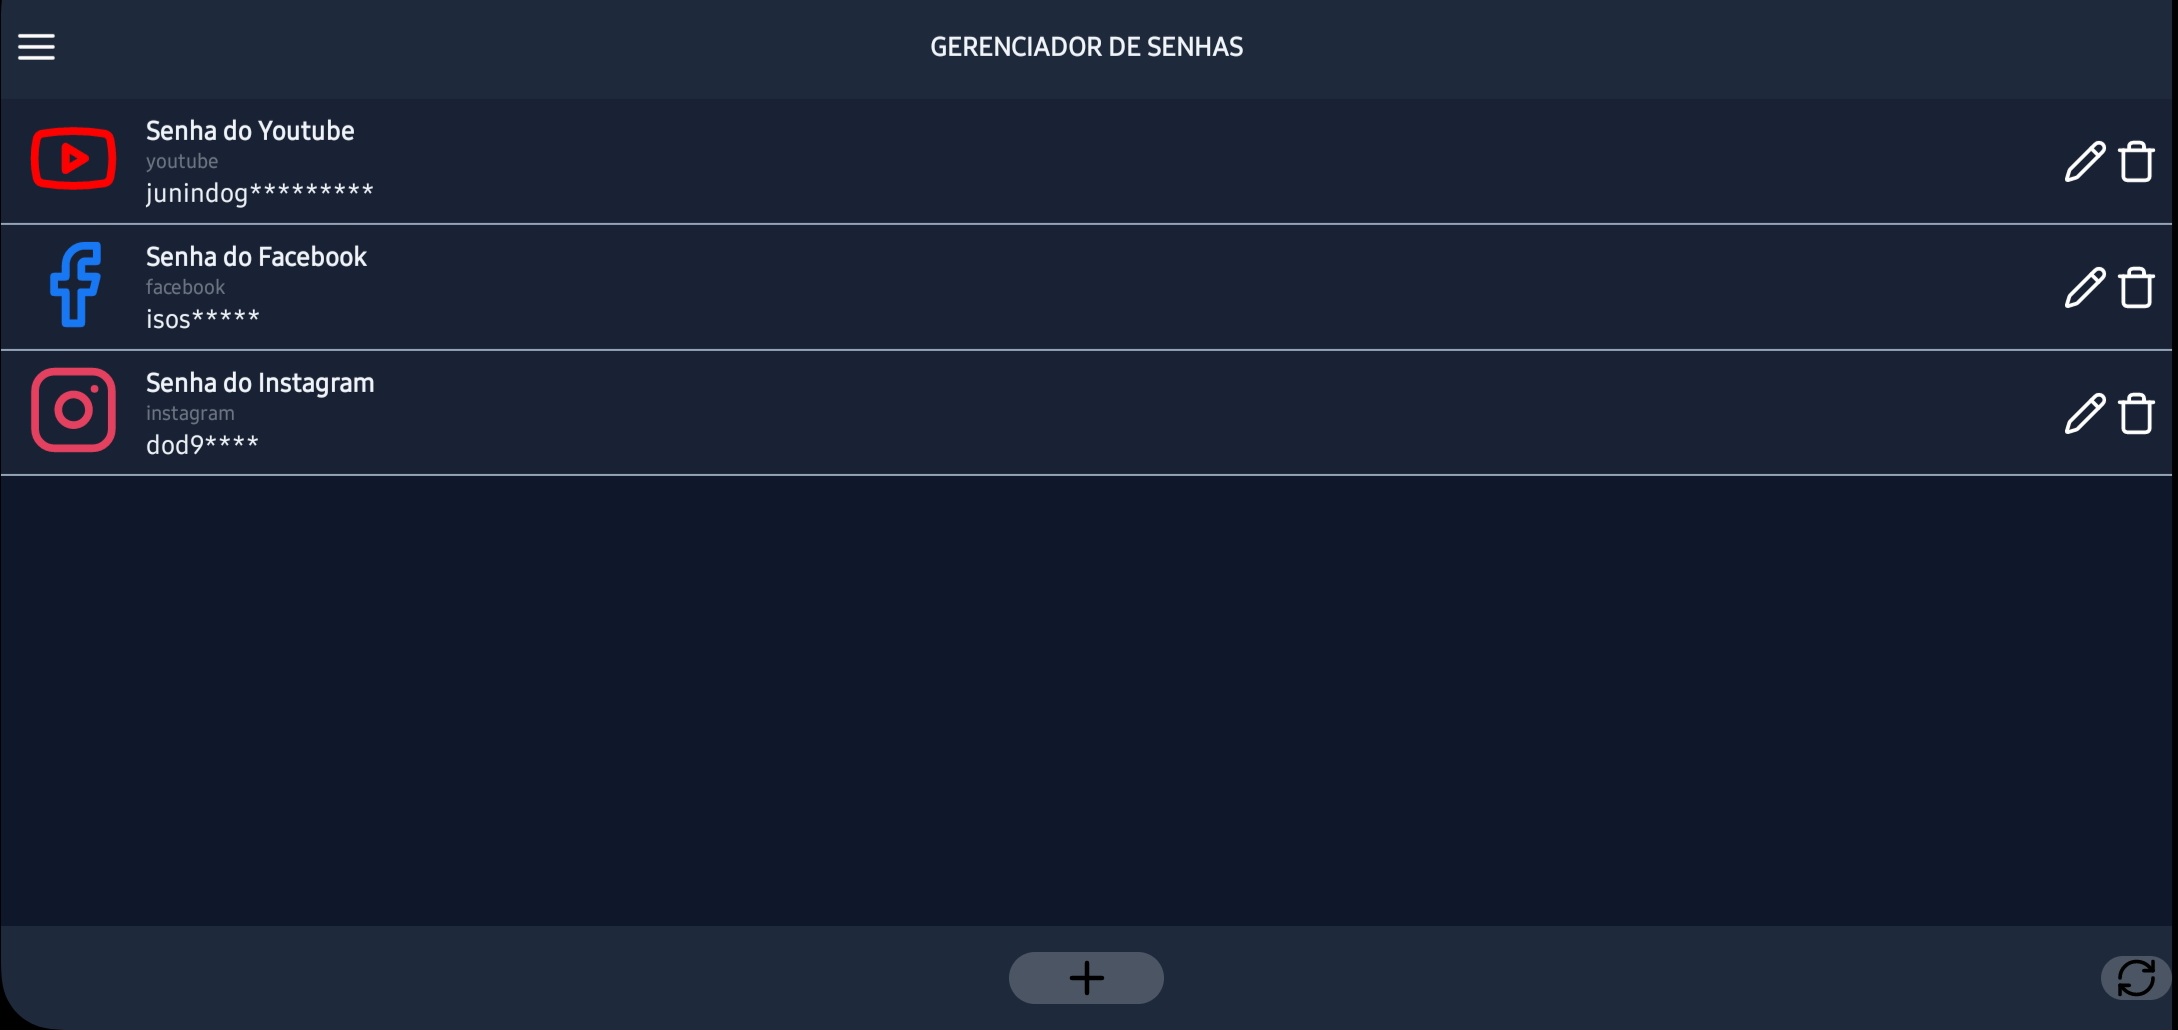 GERENCIADOR DE SENHAS
Senha do Youtube
youtube
junindog*********
Senha do Facebook
facebook
isos*****
Senha do Instagram
instagram
dod9****